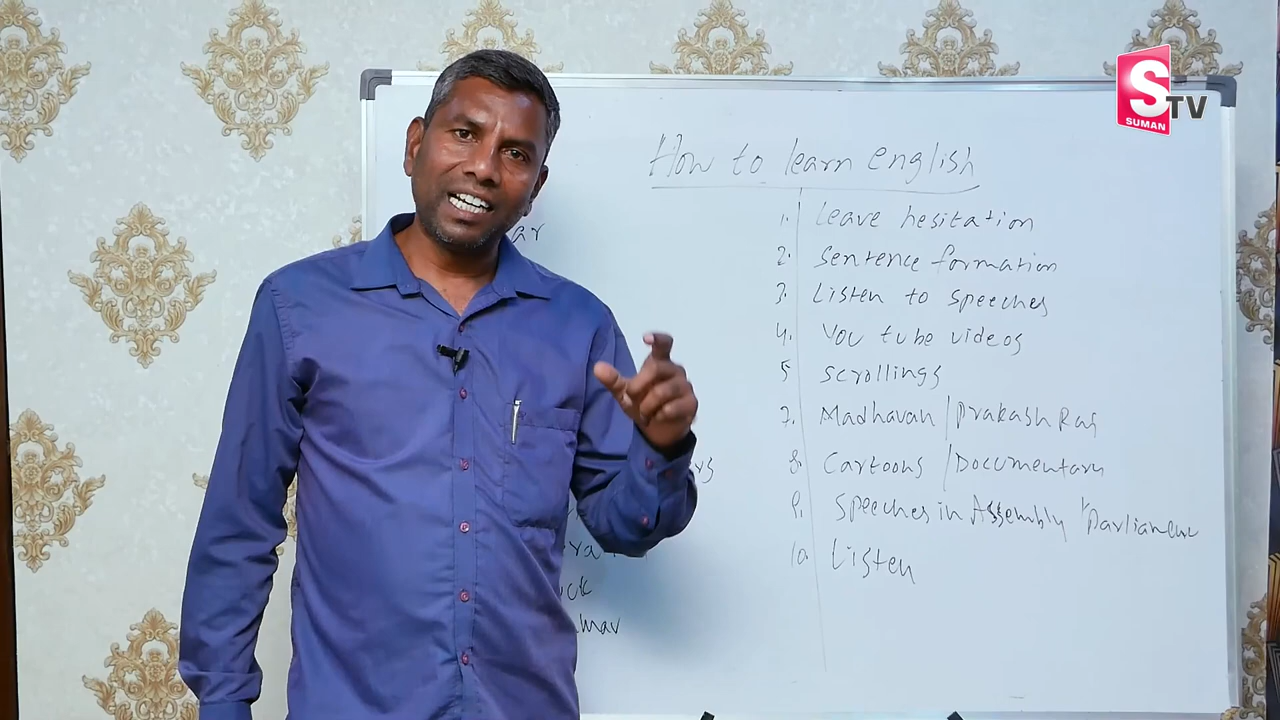 S TV
SUMAN
How to learn english
1. Leave hesitation
2. Sentence formation
3. Listen to speeches
4. You tube videos
5 scrollings
7. Madhavan / Prakash Raj
8. Cartoons / Documentary
9. Speeches in Assembly
10 Listen